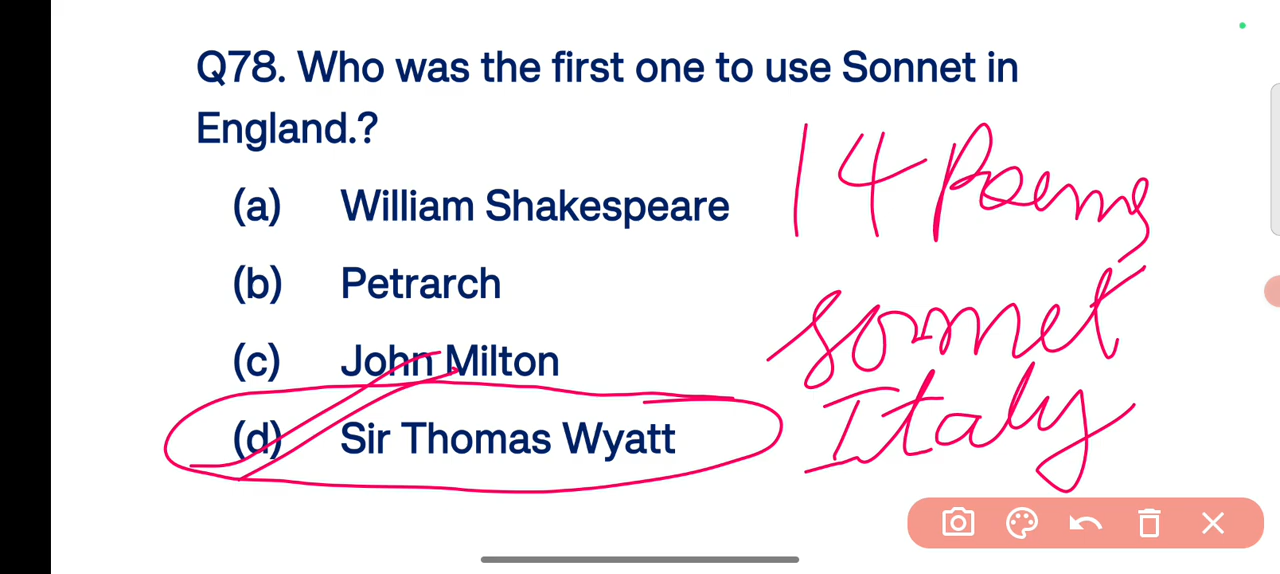 Q78. Who was the first one to use Sonnet in
England.?
14 Poems
(a) William Shakespeare
(b) Petrarch
sonnet
(c) John Milton
Italy
(d) Sir Thomas Wyatt